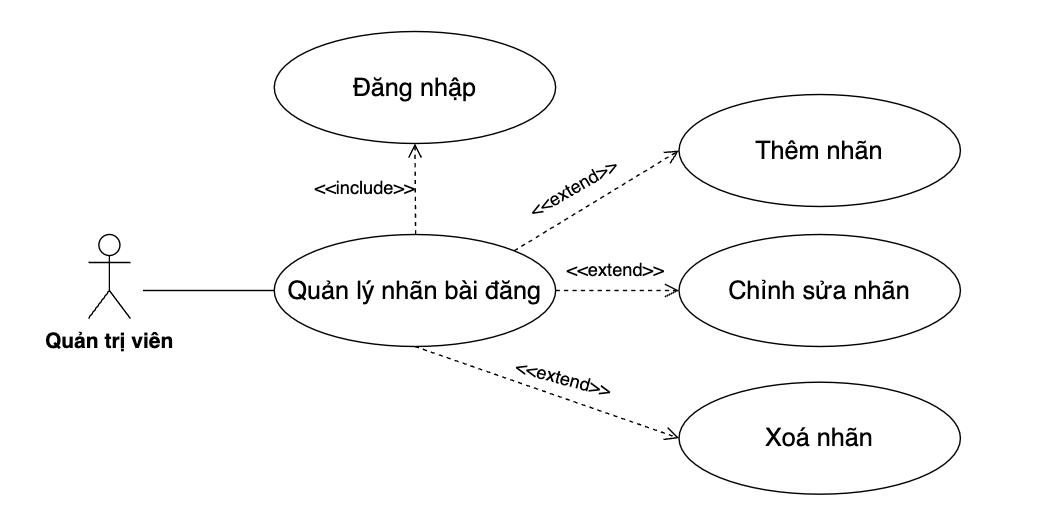 Đăng nhập
<<include>>
Thêm nhãn
<<extend>>
Quản lý nhãn bài đăng
<<extend>>
Chỉnh sửa nhãn
Quản trị viên
<<extend>>
Xoá nhãn